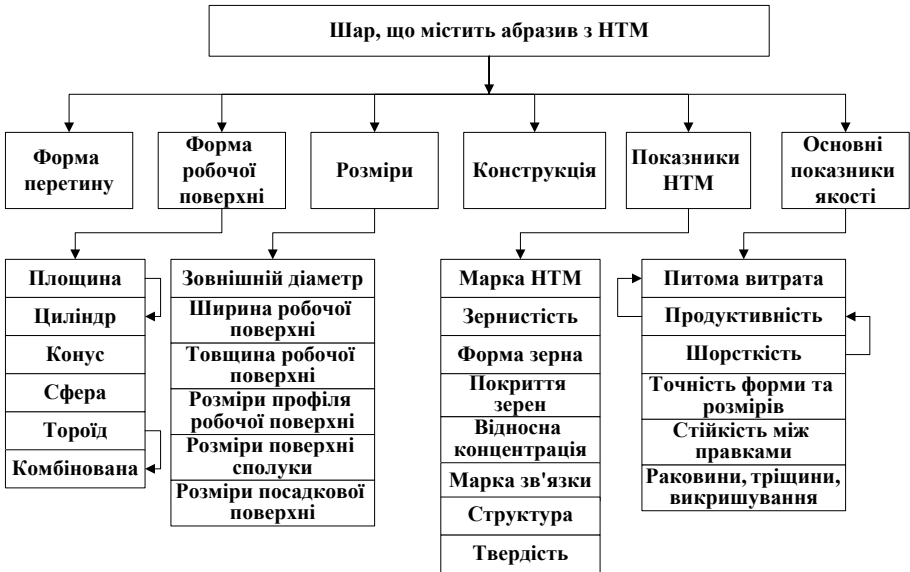 Шар, що містить абразив з НТМ
Форма
перетину
Форма
робочої
поверхні
Розміри
Конструкція
Показники
НТМ
Основні
показники
якості
Площина
Циліндр
Конус
Сфера
Тороїд
Комбінована
Зовнішній діаметр
Ширина робочої
поверхні
Товщина робочої
поверхні
Розміри профіля
робочої поверхні
Розміри поверхні
сполуки
Розміри посадкової
поверхні
Марка НТМ
Зернистість
Форма зерна
Покриття
зерен
Відносна
концентрація
Марка зв'язки
Структура
Твердість
Питома витрата
Продуктивність
Шорсткість
Точність форми та
розмірів
Стійкість між
правками
Раковини, тріщини,
викришування